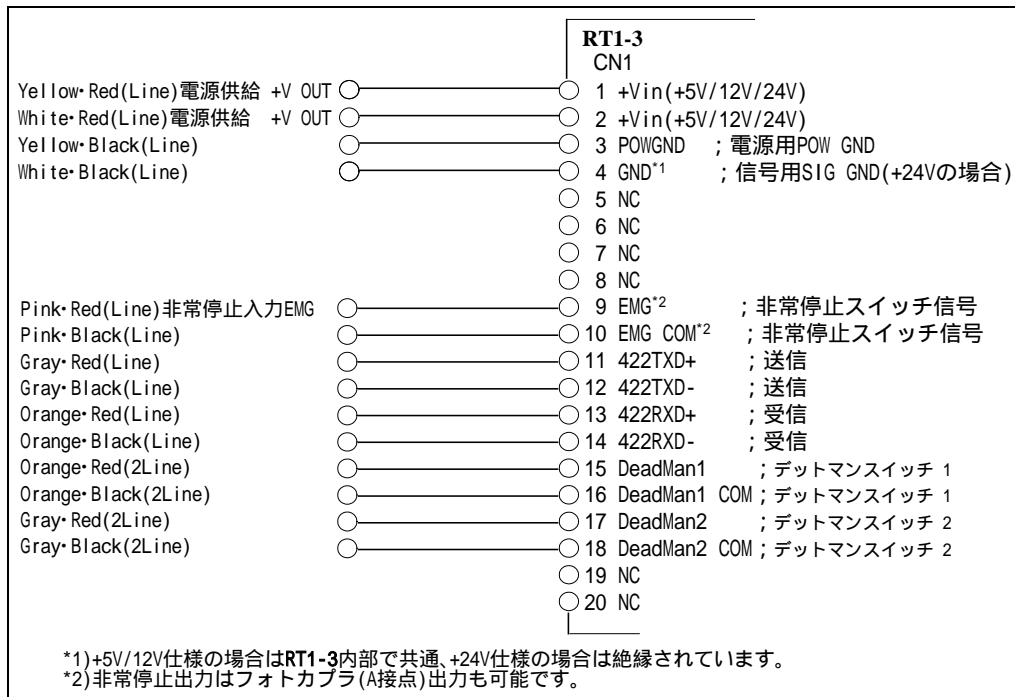 RT1-3
CN1
Yellow･Red(Line)電源供給 +V OUT 1 +Vin(+5V/12V/24V)
White･Red(Line)電源供給 +V OUT 2 +Vin(+5V/12V/24V)
Yellow･Black(Line) 3 POWGND ；電源用POW GND
White･Black(Line) 4 GND*1 ；信号用SIG GND(+24Vの場合)
5 NC
6 NC
7 NC
8 NC
Pink･Red(Line)非常停止入力EMG 9 EMG*2 ；非常停止スイッチ信号
Pink･Black(Line) 10 EMG COM*2 ；非常停止スイッチ信号
Gray･Red(Line) 11 422TXD+ ；送信
Gray･Black(Line) 12 422TXD- ；送信
Orange･Red(Line) 13 422RXD+ ；受信
Orange･Black(Line) 14 422RXD- ；受信
Orange･Red(2Line) 15 DeadMan1 ；デットマンスイッチ 1
Orange･Black(2Line) 16 DeadMan1 COM；デットマンスイッチ 1
Gray･Red(2Line) 17 DeadMan2 ；デットマンスイッチ 2
Gray･Black(2Line) 18 DeadMan2 COM；デットマンスイッチ 2
19 NC
20 NC
*1)+5V/12V仕様の場合はRT1-3内部で共通､+24V仕様の場合は絶縁されています。
*2)非常停止出力はフォトカプラ(A接点)出力も可能です。